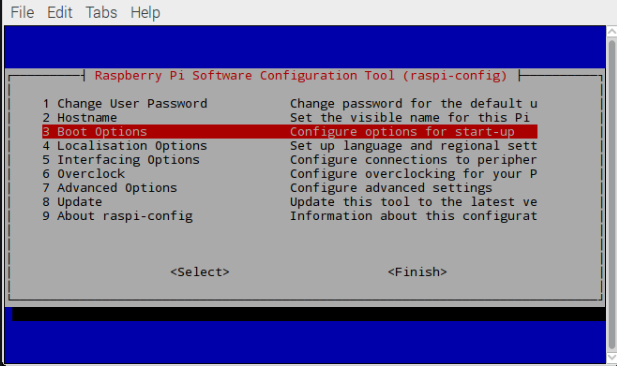 File Edit Tabs Help
Raspberry Pi Software Configuration Tool (raspi-config)
1 Change User Password Change password for the default u
2 Hostname Set the visible name for this Pi
3 Boot Options Configure options for start-up
4 Localisation Options Set up language and regional sett
5 Interfacing Options Configure connections to peripher
6 Overclock Configure overclocking for your P
7 Advanced Options Configure advanced settings
8 Update Update this tool to the latest ve
9 About raspi-config Information about this configurat
<Select> <Finish>